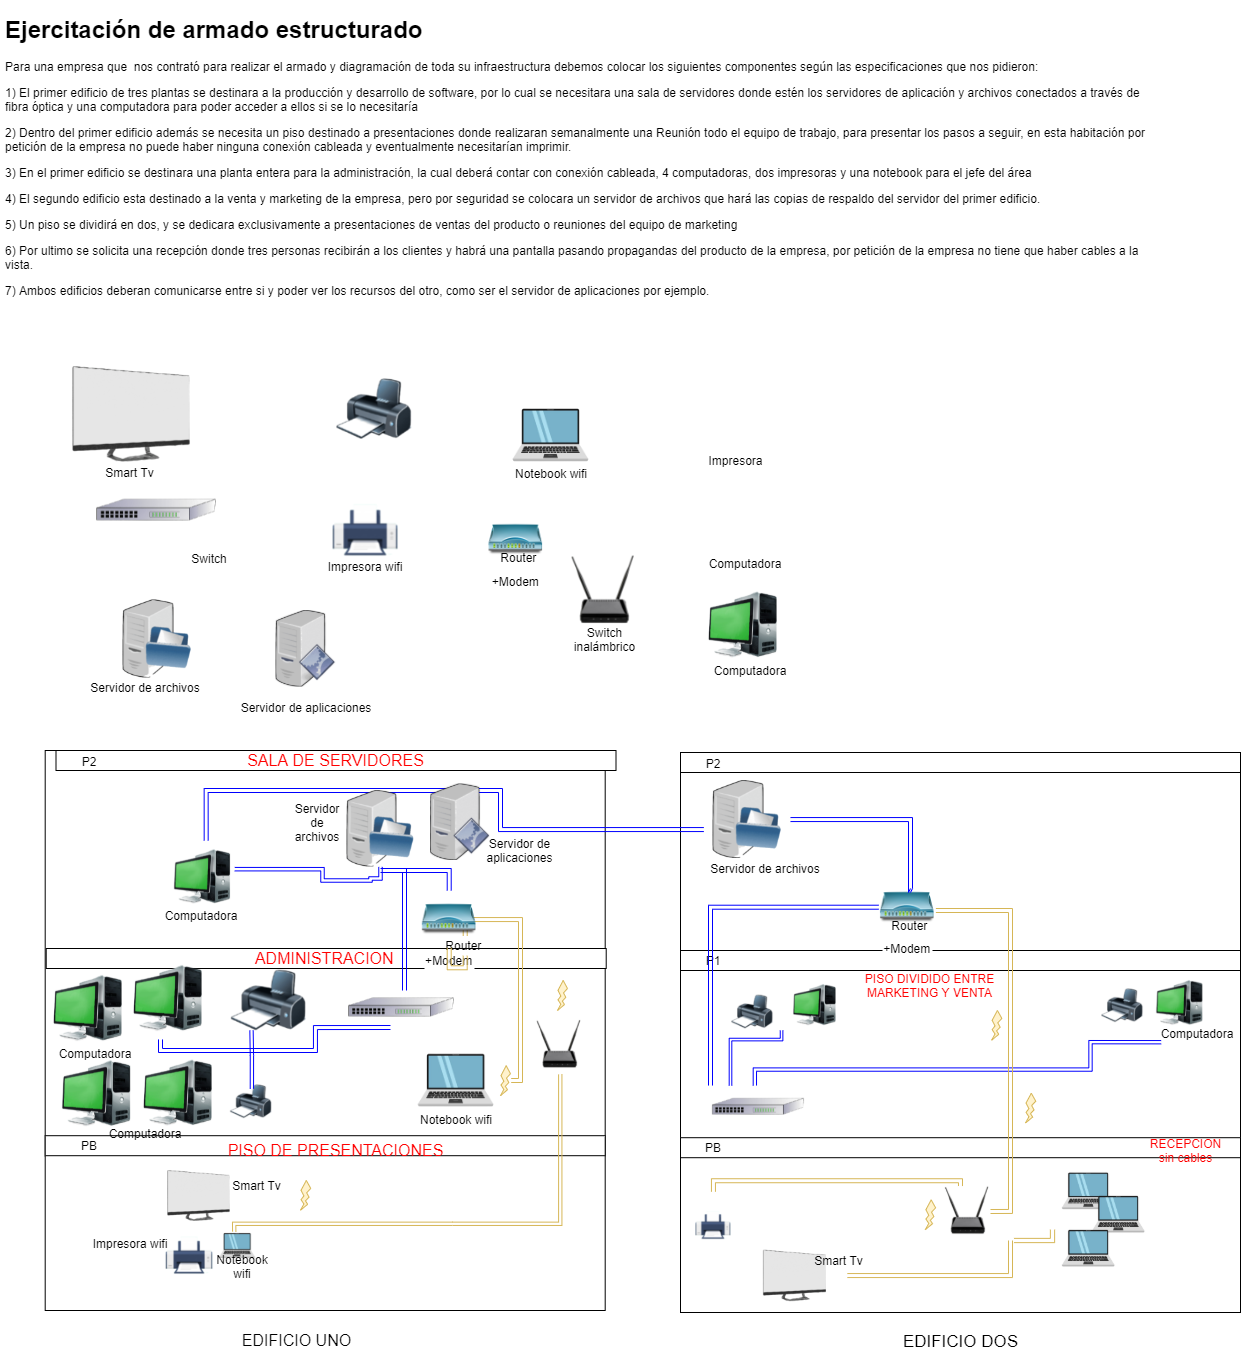 Ejercitación de armado estructurado
Para una empresa que  nos contrató para realizar el armado y diagramación de toda su infraestructura debemos colocar los siguientes componentes según las especificaciones que nos pidieron:
1) El primer edificio de tres plantas se destinara a la producción y desarrollo de software, por lo cual se necesitara una sala de servidores donde estén los servidores de aplicación y archivos conectados a través de
fibra óptica y una computadora para poder acceder a ellos si se lo necesitaría
2) Dentro del primer edificio además se necesita un piso destinado a presentaciones donde realizaran semanalmente una Reunión todo el equipo de trabajo, para presentar los pasos a seguir, en esta habitación por
petición de la empresa no puede haber ninguna conexión cableada y eventualmente necesitarían imprimir.
3) En el primer edificio se destinara una planta entera para la administración, la cual deberá contar con conexión cableada, 4 computadoras, dos impresoras y una notebook para el jefe del área
4) El segundo edificio esta destinado a la venta y marketing de la empresa, pero por seguridad se colocara un servidor de archivos que hará las copias de respaldo del servidor del primer edificio.
5) Un piso se dividirá en dos, y se dedicara exclusivamente a presentaciones de ventas del producto o reuniones del equipo de marketing
6) Por ultimo se solicita una recepción donde tres personas recibirán a los clientes y habrá una pantalla pasando propagandas del producto de la empresa, por petición de la empresa no tiene que haber cables a la
vista.
7) Ambos edificios deberan comunicarse entre si y poder ver los recursos del otro, como ser el servidor de aplicaciones por ejemplo.
Smart Tv
Notebook wifi
Impresora
Switch
Impresora wifi
Router
+Modem
Computadora
Switch
inalámbrico
Computadora
Servidor de archivos
Servidor de aplicaciones
P2
SALA DE SERVIDORES
Servidor
de
archivos
Servidor de
aplicaciones
Computadora
Router
+Modem
ADMINISTRACION
Computadora
Notebook wifi
Computadora
PB
PISO DE PRESENTACIONES
Smart Tv
Impresora wifi
Notebook
wifi
EDIFICIO UNO
P2
Servidor de archivos
Router
+Modem
P1
PISO DIVIDIDO ENTRE
MARKETING Y VENTA
Computadora
PB
RECEPCION
sin cables
Smart Tv
EDIFICIO DOS